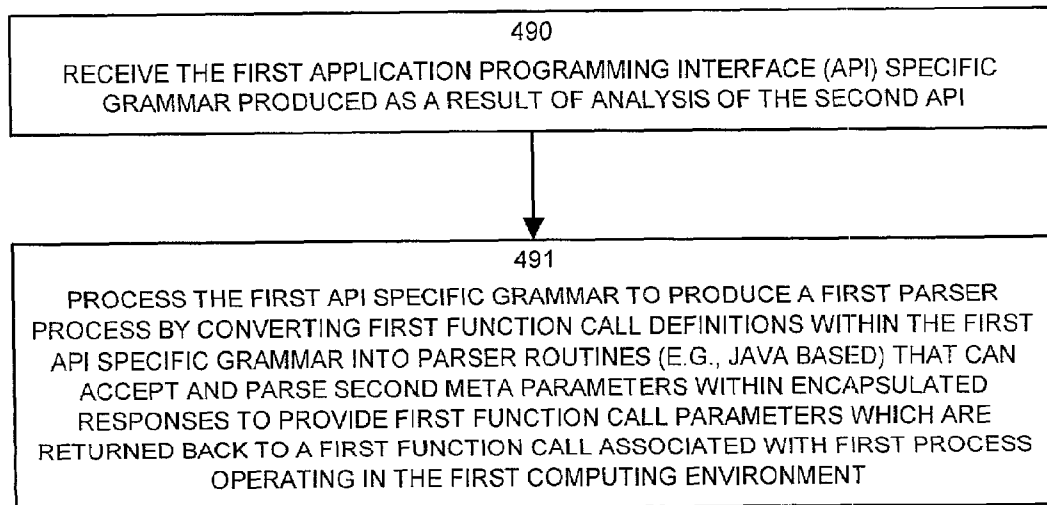 490
RECEIVE THE FIRST APPLICATION PROGRAMMING INTERFACE (API) SPECIFIC
GRAMMAR PRODUCED AS A RESULT OF ANALYSIS OF THE SECOND API
491
PROCESS THE FIRST API SPECIFIC GRAMMAR TO PRODUCE A FIRST PARSER
PROCESS BY CONVERTING FIRST FUNCTION CALL DEFINITIONS WITHIN THE FIRST
API SPECIFIC GRAMMAR INTO PARSER ROUTINES (E.G., JAVA BASED) THAT CAN
ACCEPT AND PARSE SECOND META PARAMETERS WITHIN ENCAPSULATED
RESPONSES TO PROVIDE FIRST FUNCTION CALL PARAMETERS WHICH ARE
RETURNED BACK TO A FIRST FUNCTION CALL ASSOCIATED WITH FIRST PROCESS
OPERATING IN THE FIRST COMPUTING ENVIRONMENT